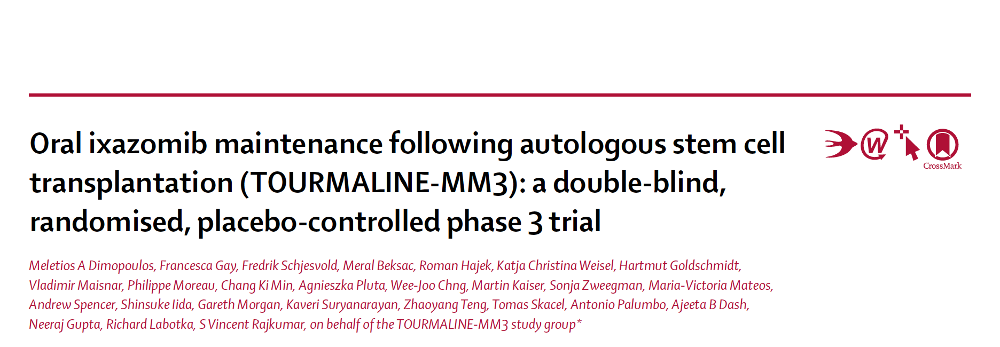 Oral ixazomib maintenance following autologous stem cell
transplantation (TOURMALINE-MM3): a double-blind,
randomised, placebo-controlled phase 3 trial
W
CrossMark
Meletios A Dimopoulos, Francesca Gay, Fredrik Schjesvold, Meral Beksac, Roman Hajek, Katja Christina Weisel, Hartmut Goldschmidt,
Vladimir Maisnar, Philippe Moreau, Chang Ki Min, Agnieszka Pluta, Wee-Joo Chng, Martin Kaiser, Sonja Zweegman, Maria-Victoria Mateos,
Andrew Spencer, Shinsuke Iida, Gareth Morgan, Kaveri Suryanarayan, Zhaoyang Teng, Tomas Skacel, Antonio Palumbo, Ajeeta B Dash,
Neeraj Gupta, Richard Labotka, S Vincent Rajkumar, on behalf of the TOURMALINE-MM3 study group*